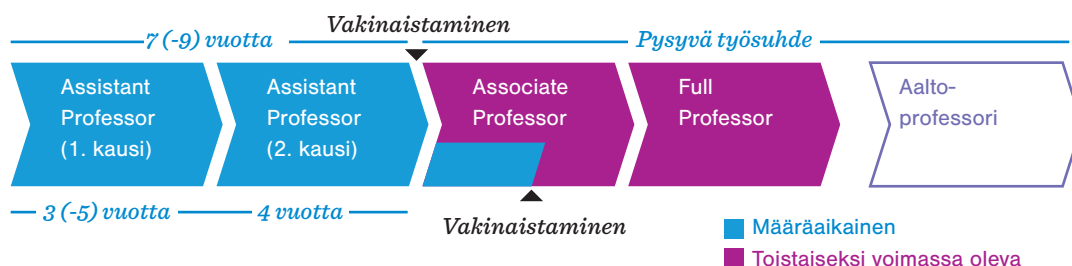 Vakinaistaminen
7 (-9) vuotta
Pysyvä työsuhde
Assistant
Professor
(1. kausi)
Assistant
Professor
(2. kausi)
Associate
Professor
Full
Professor
Aalto-
professori
3 (-5) vuotta
4 vuotta
Vakinaistaminen
Määräaikainen
Toistaiseksi voimassa oleva